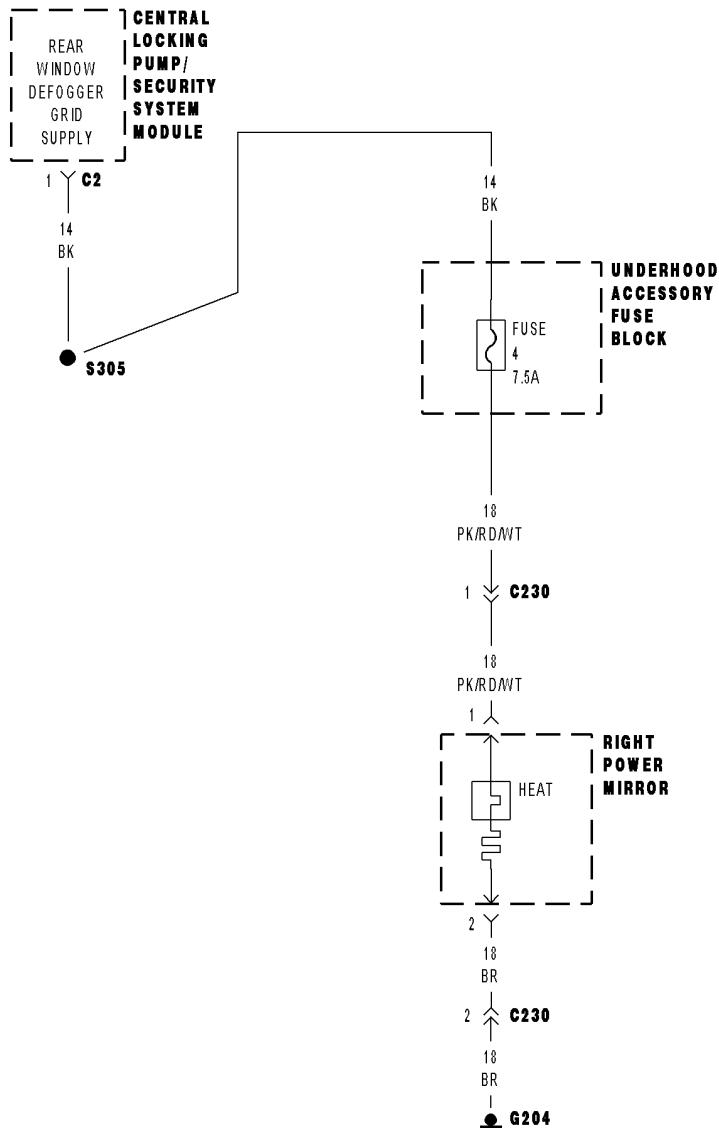 CENTRAL
LOCKING
PUMP/
SECURITY
SYSTEM
MODULE
REAR
WINDOW
DEFOGGER
GRID
SUPPLY
1 C2
14
BK
S305
14
BK
UNDERHOOD
ACCESSORY
FUSE
BLOCK
FUSE
4
7.5A
18
PK/RD/WT
1 C230
18
PK/RD/WT
1
RIGHT
POWER
MIRROR
HEAT
2
18
BR
2 C230
18
BR
G204